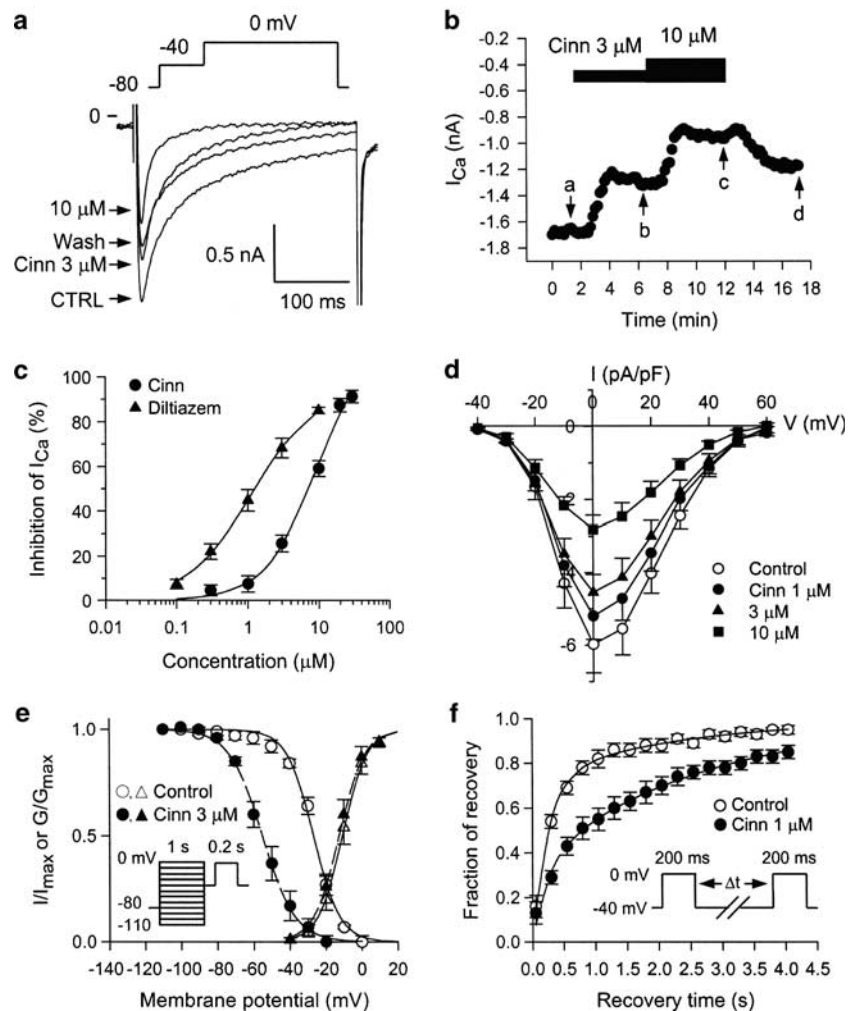 a
0 mV
-40
-80
0
10 μM
Wash
Cinn 3 μM
CTRL
0.5 nA
100 ms
b
-0.2
-0.4
-0.6
-0.8
-1.0
-1.2
-1.4
-1.6
-1.8
I_Ca (nA)
Cinn 3 μM
10 μM
a
b
c
d
0 2 4 6 8 10 12 14 16 18
Time (min)
c
100
80
60
40
20
0
Inhibition of I_Ca (%)
Cinn
Diltiazem
0.01 0.1 1 10 100
Concentration (μM)
d
I (pA/pF)
-40 -20 0 20 40 60
V (mV)
0
-2
-4
-6
Control
Cinn 1 μM
3 μM
10 μM
e
1.0
0.5
0.0
I/I_max or G/G_max
Control
Cinn 3 μM
1 s 0.2 s
0 mV
-80
-110
-140 -120 -100 -80 -60 -40 -20 0 20
Membrane potential (mV)
f
1.0
0.8
0.6
0.4
0.2
0.0
Fraction of recovery
Control
Cinn 1 μM
200 ms 200 ms
0 mV
Δt
-40 mV
0.0 0.5 1.0 1.5 2.0 2.5 3.0 3.5 4.0 4.5
Recovery time (s)